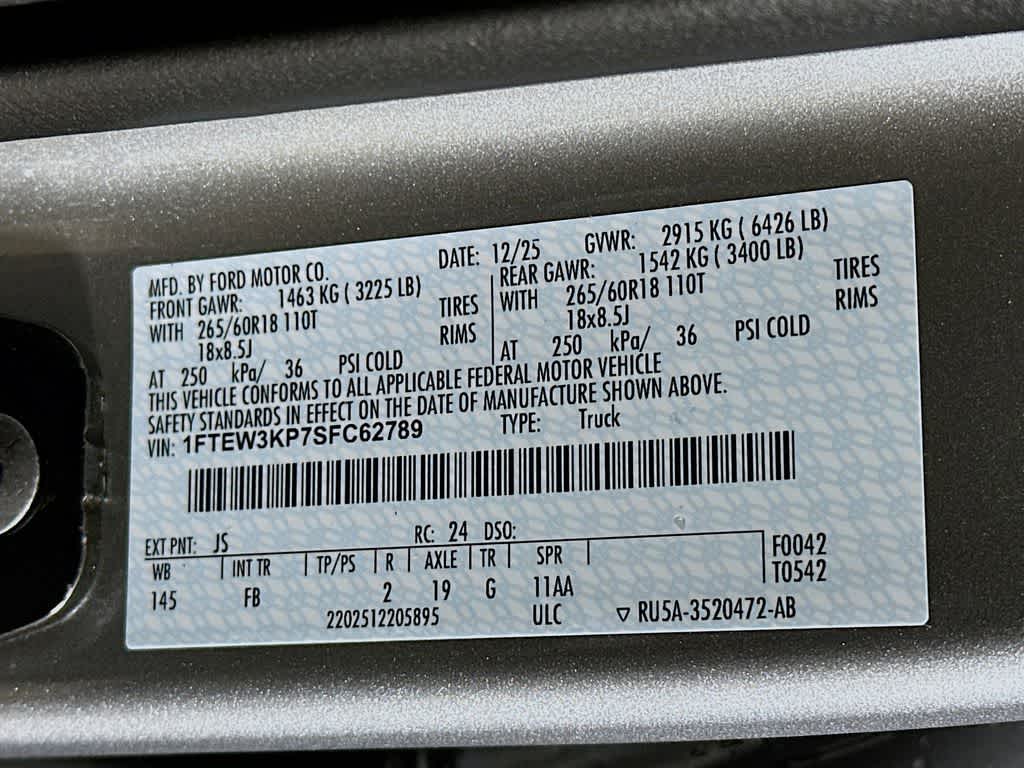 MFD. BY FORD MOTOR CO. DATE: 12/25 GVWR: 2915 KG ( 6426 LB)
FRONT GAWR: 1463 KG ( 3225 LB) REAR GAWR: 1542 KG ( 3400 LB)
WITH 265/60R18 110T TIRES WITH 265/60R18 110T TIRES
18x8.5J RIMS 18x8.5J RIMS
AT 250 kPa/ 36 PSI COLD AT 250 kPa/ 36 PSI COLD
THIS VEHICLE CONFORMS TO ALL APPLICABLE FEDERAL MOTOR VEHICLE
SAFETY STANDARDS IN EFFECT ON THE DATE OF MANUFACTURE SHOWN ABOVE.
VIN: 1FTEW3KP7SFC62789 TYPE: Truck
EXT PNT: JS RC: 24 DSO:
WB INT TR TP/PS R AXLE TR SPR F0042
145 FB 2 19 G 11AA T0542
2202512205895 ULC ▽ RU5A-3520472-AB